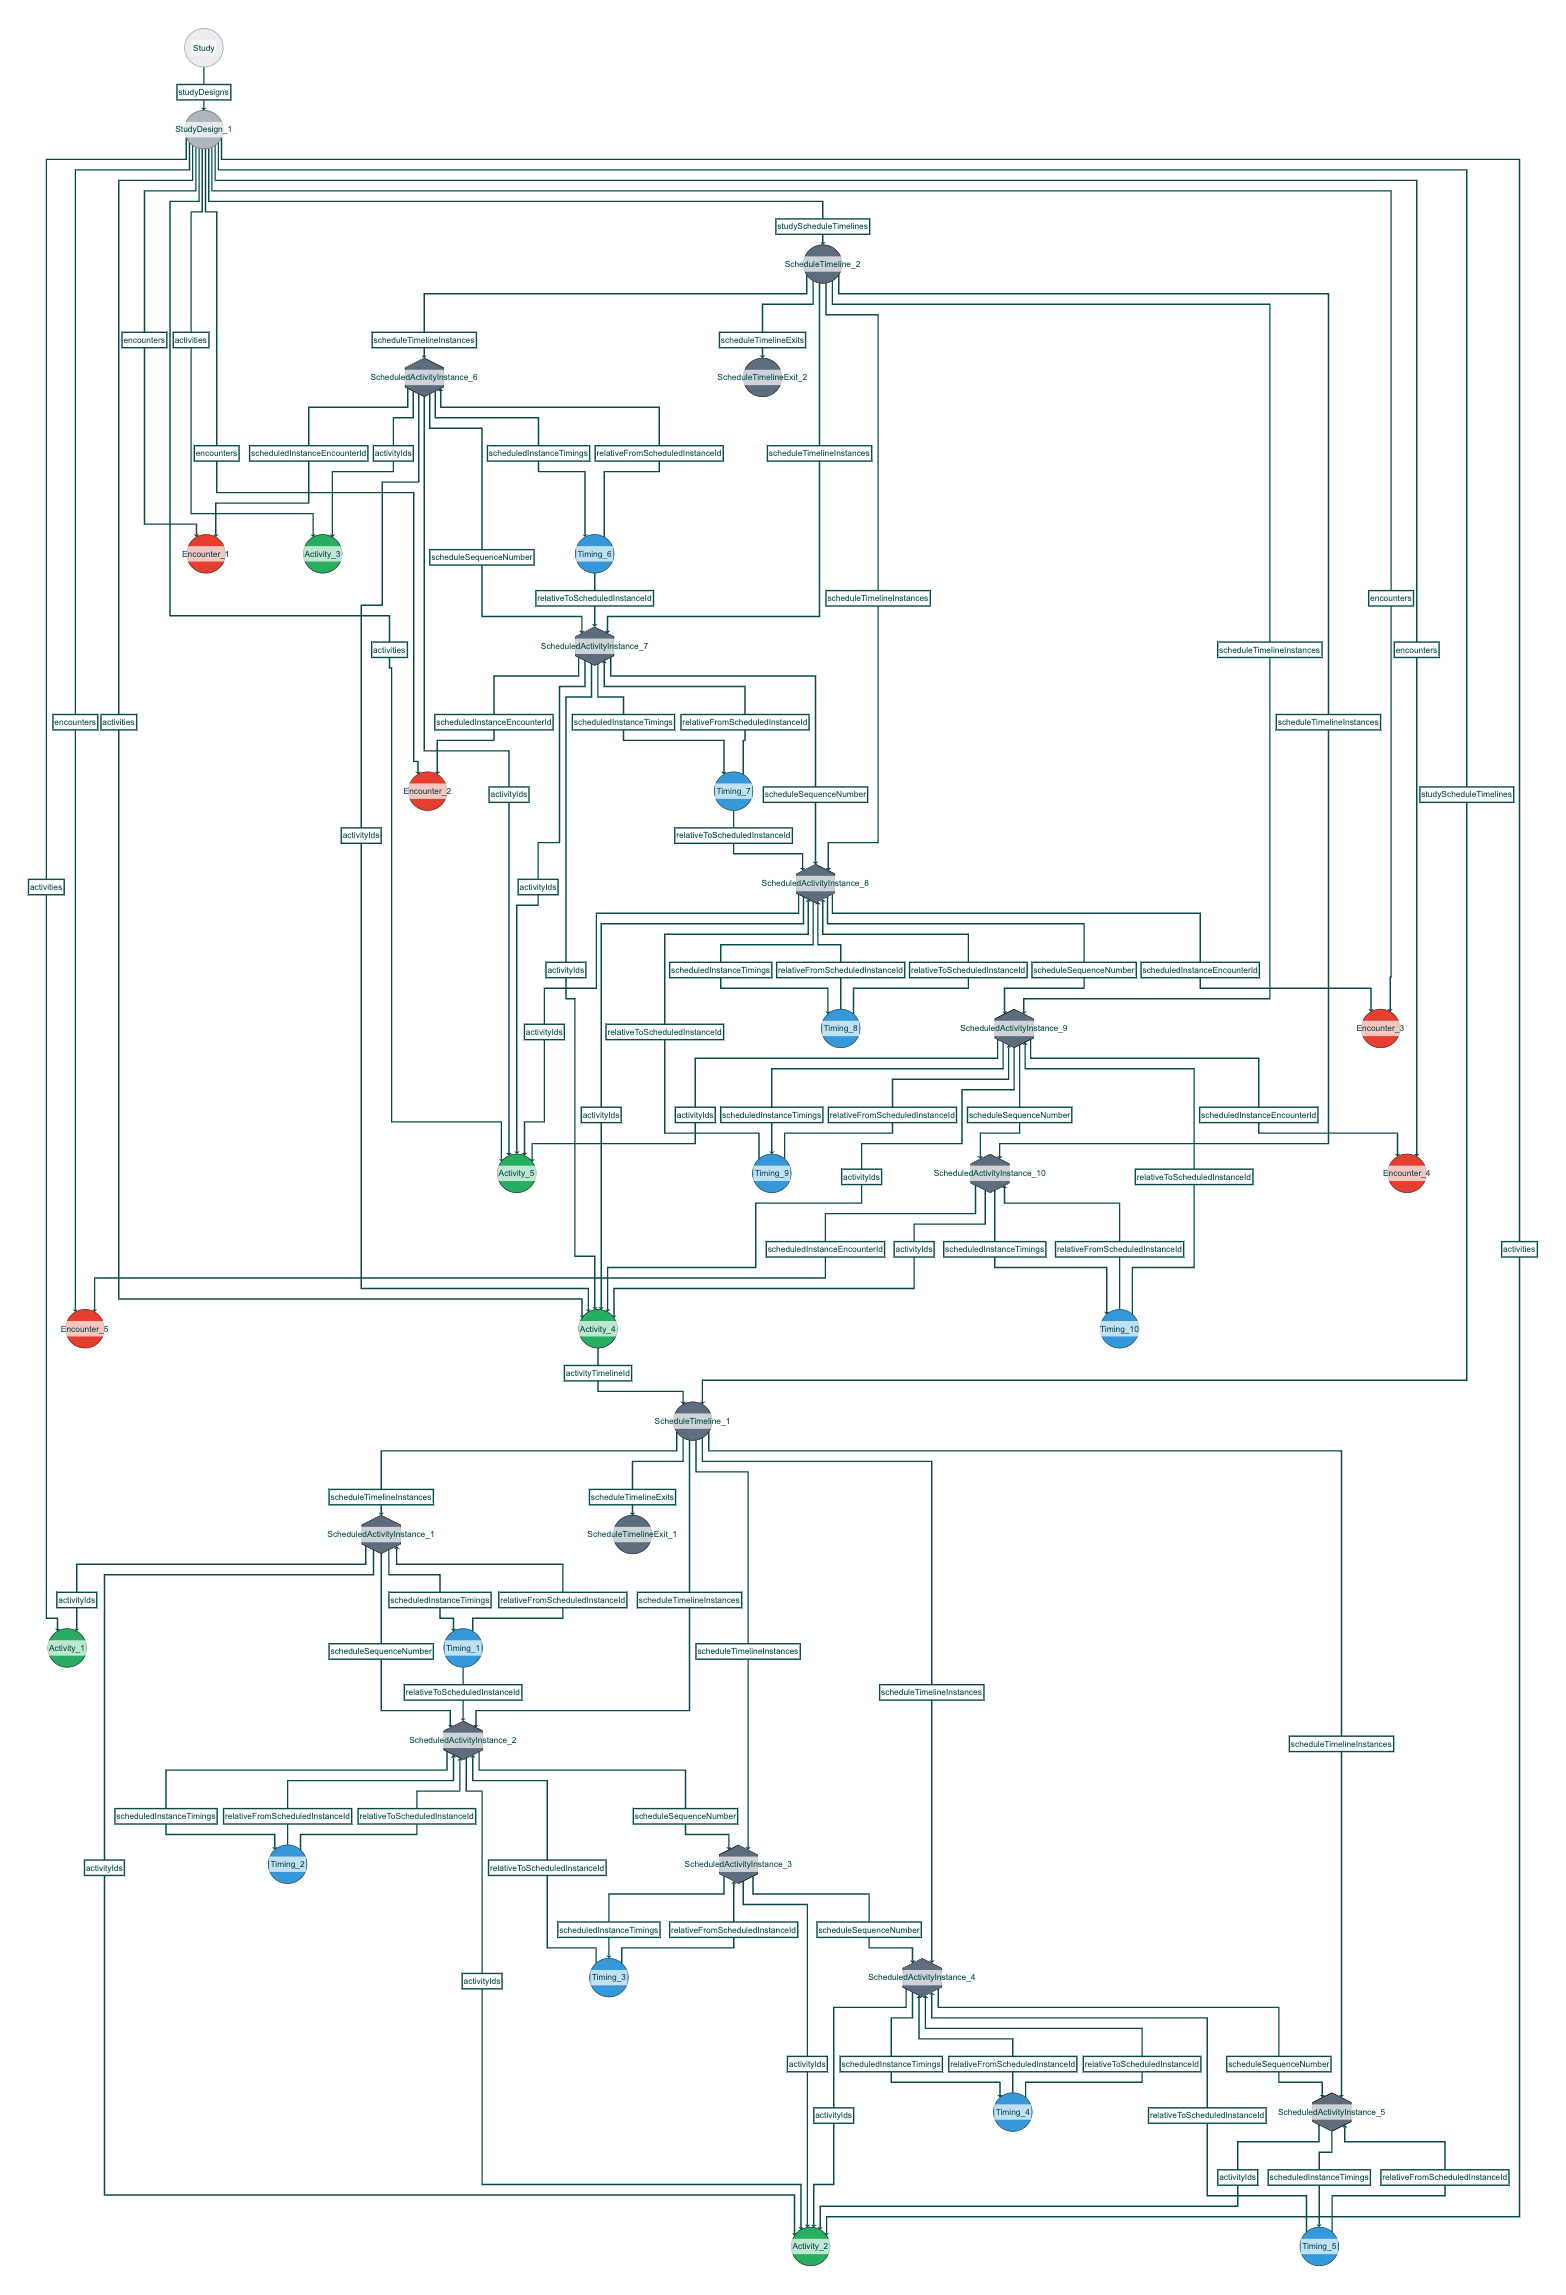 Study
studyDesigns
StudyDesign_1
studyScheduleTimelines
ScheduleTimeline_2
encounters
activities
scheduleTimelineInstances
scheduleTimelineExits
ScheduledActivityInstance_6
ScheduleTimelineExit_2
encounters
scheduledInstanceEncounterId
activityIds
scheduledInstanceTimings
relativeFromScheduledInstanceId
scheduleTimelineInstances
Encounter_1
Activity_3
scheduleSequenceNumber
Timing_6
relativeToScheduledInstanceId
scheduleTimelineInstances
encounters
ScheduledActivityInstance_7
activities
scheduleTimelineInstances
encounters
encounters
activities
scheduledInstanceEncounterId
scheduledInstanceTimings
relativeFromScheduledInstanceId
scheduleTimelineInstances
Encounter_2
activityIds
Timing_7
scheduleSequenceNumber
studyScheduleTimelines
activityIds
relativeToScheduledInstanceId
activities
activityIds
ScheduledActivityInstance_8
activityIds
scheduledInstanceTimings
relativeFromScheduledInstanceId
relativeToScheduledInstanceId
scheduleSequenceNumber
scheduledInstanceEncounterId
activityIds
relativeToScheduledInstanceId
Timing_8
ScheduledActivityInstance_9
Encounter_3
activityIds
activityIds
scheduledInstanceTimings
relativeFromScheduledInstanceId
scheduleSequenceNumber
scheduledInstanceEncounterId
Activity_5
Timing_9
activityIds
ScheduledActivityInstance_10
relativeToScheduledInstanceId
Encounter_4
scheduledInstanceEncounterId
activityIds
scheduledInstanceTimings
relativeFromScheduledInstanceId
activities
Encounter_5
Activity_4
Timing_10
activityTimelineId
ScheduleTimeline_1
scheduleTimelineInstances
scheduleTimelineExits
ScheduledActivityInstance_1
ScheduleTimelineExit_1
activityIds
scheduledInstanceTimings
relativeFromScheduledInstanceId
scheduleTimelineInstances
Activity_1
scheduleSequenceNumber
Timing_1
scheduleTimelineInstances
relativeToScheduledInstanceId
scheduleTimelineInstances
ScheduledActivityInstance_2
scheduleTimelineInstances
scheduledInstanceTimings
relativeFromScheduledInstanceId
relativeToScheduledInstanceId
scheduleSequenceNumber
activityIds
Timing_2
relativeToScheduledInstanceId
ScheduledActivityInstance_3
scheduledInstanceTimings
relativeFromScheduledInstanceId
scheduleSequenceNumber
activityIds
Timing_3
ScheduledActivityInstance_4
activityIds
scheduledInstanceTimings
relativeFromScheduledInstanceId
relativeToScheduledInstanceId
scheduleSequenceNumber
activityIds
Timing_4
relativeToScheduledInstanceId
ScheduledActivityInstance_5
activityIds
scheduledInstanceTimings
relativeFromScheduledInstanceId
Activity_2
Timing_5